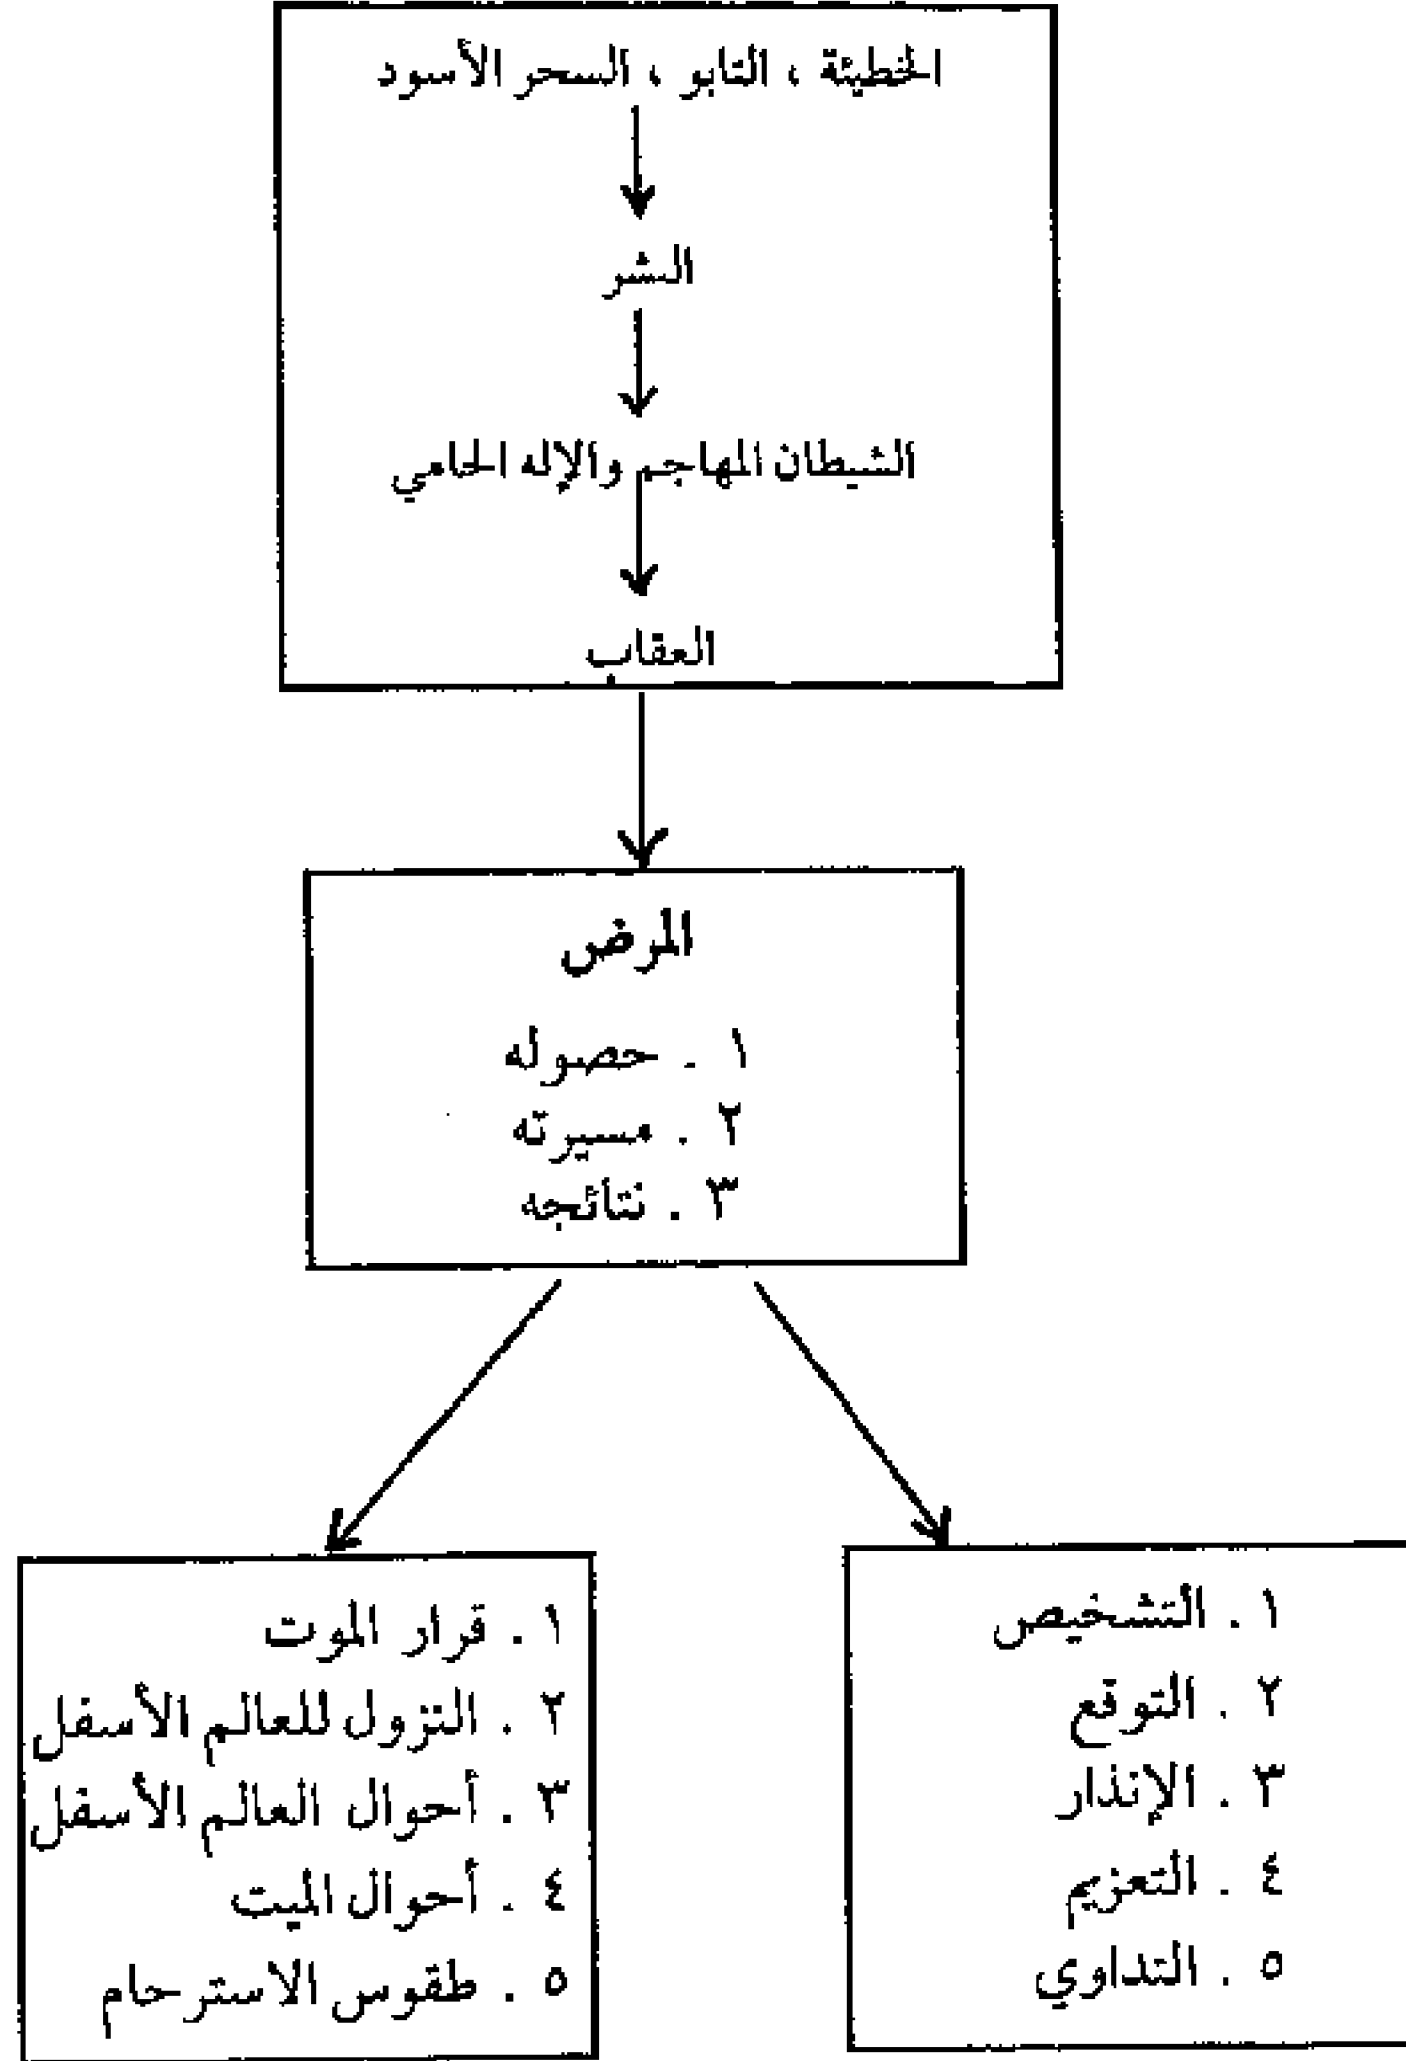 الخطيئة ، التابو ، السحر الأسود
الشر
الشيطان المهاجم والإله الحامي
العقاب
المرض
١ . حصوله
٢ . مسيرته
٣ . نتائجه
١ . التشخيص
٢ . التوقع
٣ . الإنذار
٤ . التعزيم
٥ . التداوي
١ . قرار الموت
٢ . النزول للعالم الأسفل
٣ . أحوال العالم الأسفل
٤ . أحوال الميت
٥ . طقوس الاسترحام